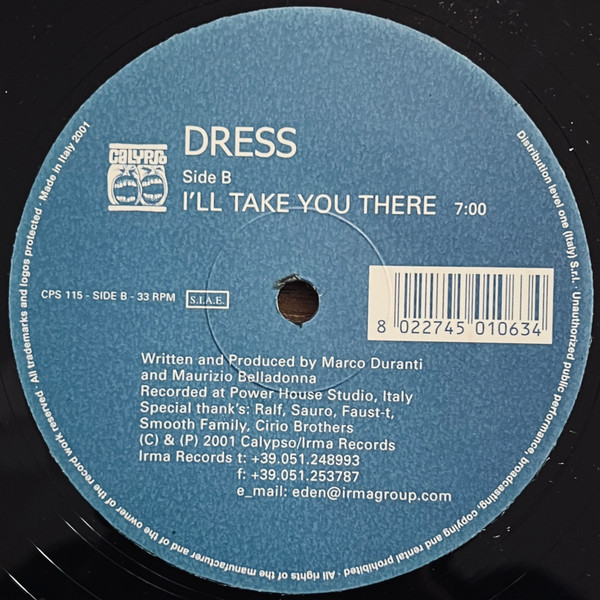 CALYPSO
DRESS
Side B
I'LL TAKE YOU THERE 7:00
CPS 115 - SIDE B - 33 RPM S.I.A.E.
8 022745 010634
Written and Produced by Marco Duranti
and Maurizio Belladonna
Recorded at Power House Studio, Italy
Special thank's: Ralf, Sauro, Faust-t,
Smooth Family, Cirio Brothers
(C) & (P) 2001 Calypso/Irma Records
Irma Records t: +39.051.248993
f: +39.051.253787
e_mail: eden@irmagroup.com
Distribution level one (Italy) S.r.l. · Unauthorized public performance, broadcasting, copying and rental prohibited · All rights of the manufacturer and of the owner of the record work reserved · All trademarks and logos protected · Made in Italy 2001